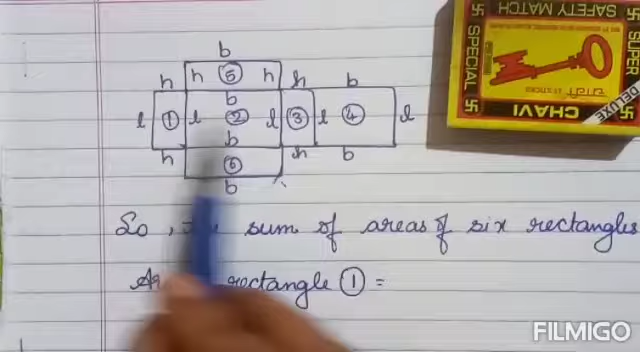 b
h h ⑤ h h b
b
l ① l ② l ③ l ④ l
b
h ⑥ h b
b
So, sum of areas of six rectangles
rectangle ① =
SAFETY MATCH
SUPER
DELUXE
SPECIAL
CHAVI
FILMIGO